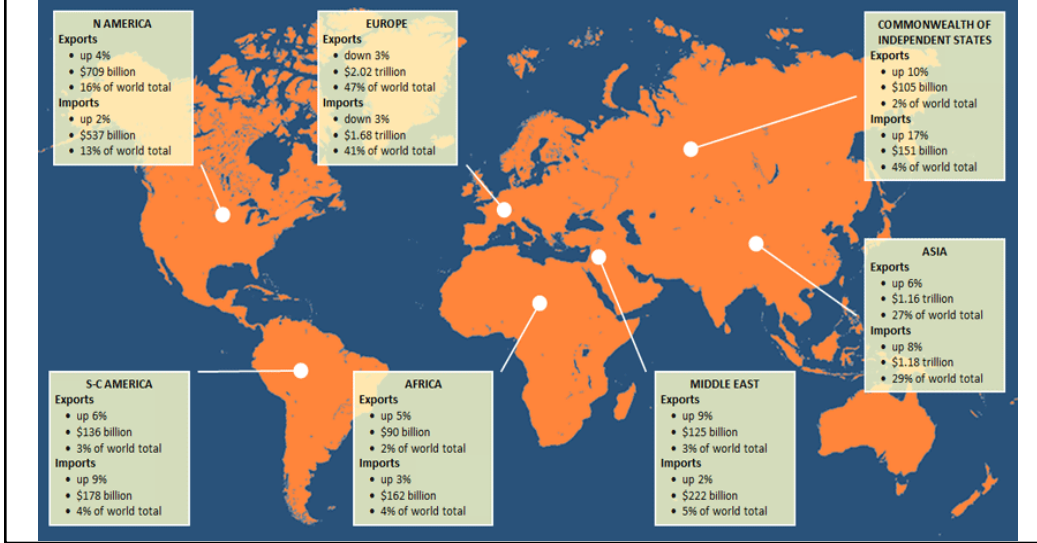 N AMERICA
Exports
• up 4%
• $709 billion
• 16% of world total
Imports
• up 2%
• $537 billion
• 13% of world total
EUROPE
Exports
• down 3%
• $2.02 trillion
• 47% of world total
Imports
• down 3%
• $1.68 trillion
• 41% of world total
COMMONWEALTH OF
INDEPENDENT STATES
Exports
• up 10%
• $105 billion
• 2% of world total
Imports
• up 17%
• $151 billion
• 4% of world total
ASIA
Exports
• up 6%
• $1.16 trillion
• 27% of world total
Imports
• up 8%
• $1.18 trillion
• 29% of world total
S-C AMERICA
Exports
• up 6%
• $136 billion
• 3% of world total
Imports
• up 9%
• $178 billion
• 4% of world total
AFRICA
Exports
• up 5%
• $90 billion
• 2% of world total
Imports
• up 3%
• $162 billion
• 4% of world total
MIDDLE EAST
Exports
• up 9%
• $125 billion
• 3% of world total
Imports
• up 2%
• $222 billion
• 5% of world total